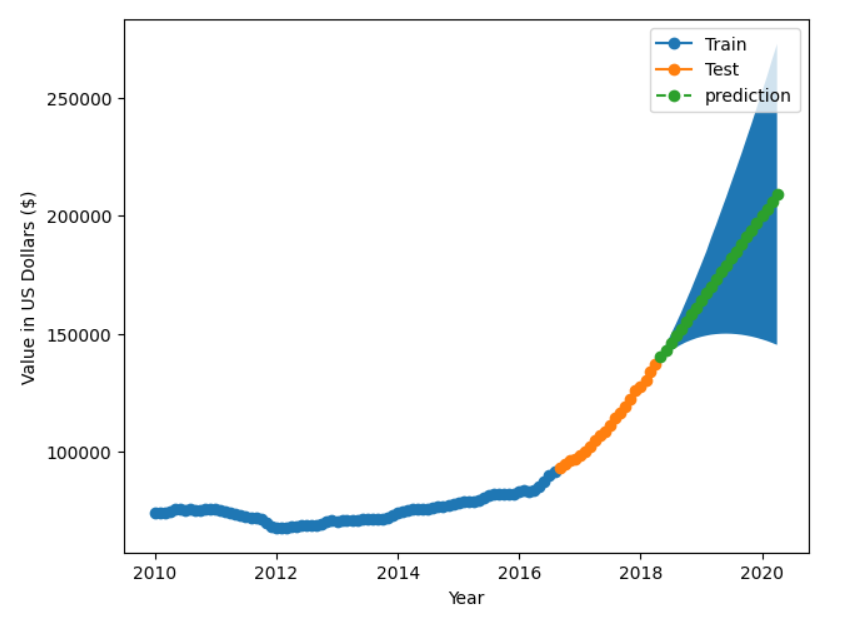 Train
Test
prediction
250000
200000
150000
100000
Value in US Dollars ($)
2010 2012 2014 2016 2018 2020
Year